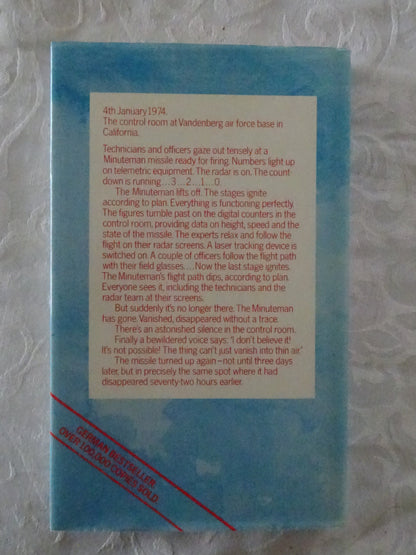 4th January 1974.
The control room at Vandenberg air force base in
California.
Technicians and officers gaze out tensely at a
Minuteman missile ready for firing. Numbers light up
on telemetric equipment. The radar is on. The count-
down is running...3...2...1...0.
The Minuteman lifts off. The stages ignite
according to plan. Everything is functioning perfectly.
The figures tumble past on the digital counters in the
control room, providing data on height, speed and the
state of the missile. The experts relax and follow the
flight on their radar screens. A laser tracking device is
switched on. A couple of officers follow the flight path
with their field glasses....Now the last stage ignites.
The Minuteman's flight path dips, according to plan.
Everyone sees it, including the technicians and the
radar team at their screens.
But suddenly it's no longer there. The Minuteman
has gone. Vanished, disappeared without a trace.
There's an astonished silence in the control room.
Finally a bewildered voice says: 'I don't believe it!
It's not possible! The thing can't just vanish into thin air.'
The missile turned up again – not until three days
later, but in precisely the same spot where it had
disappeared seventy-two hours earlier.
GERMAN BESTSELLER.
OVER 100,000 COPIES SOLD.